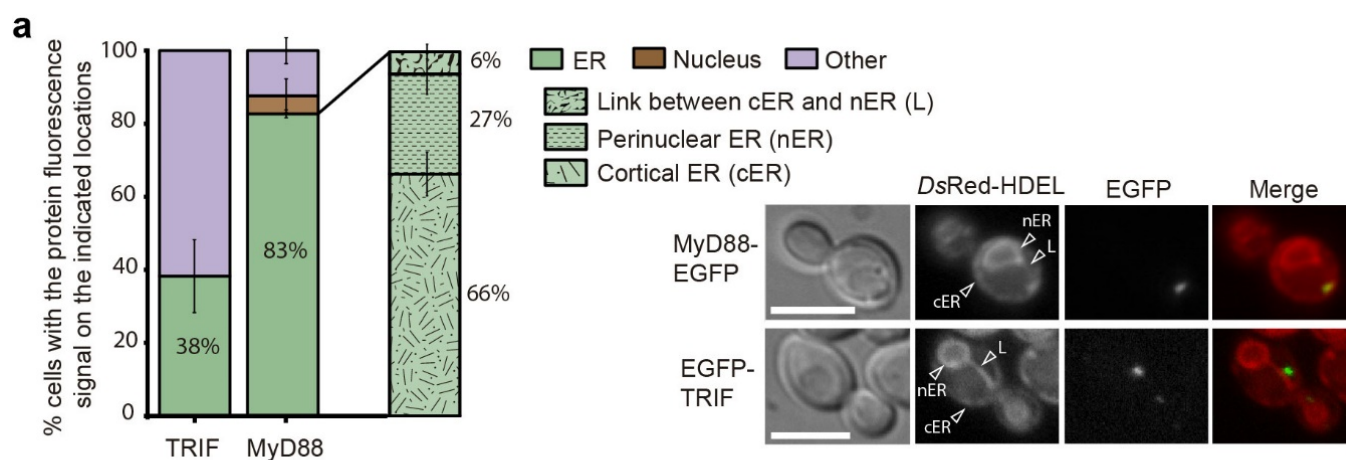 a
% cells with the protein fluorescence
signal on the indicated locations
100
80
60
40
20
0
38%
83%
TRIF
MyD88
6%
27%
66%
ER
Nucleus
Other
Link between cER and nER (L)
Perinuclear ER (nER)
Cortical ER (cER)
DsRed-HDEL
EGFP
Merge
MyD88-
EGFP
nER
L
cER
EGFP-
TRIF
L
nER
cER